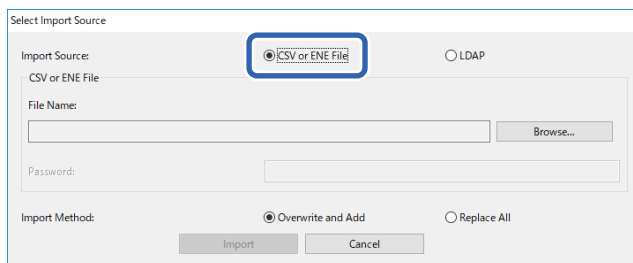 Select Import Source
Import Source: CSV or ENE File LDAP
CSV or ENE File
File Name:
Browse...
Password:
Import Method: Overwrite and Add Replace All
Import Cancel